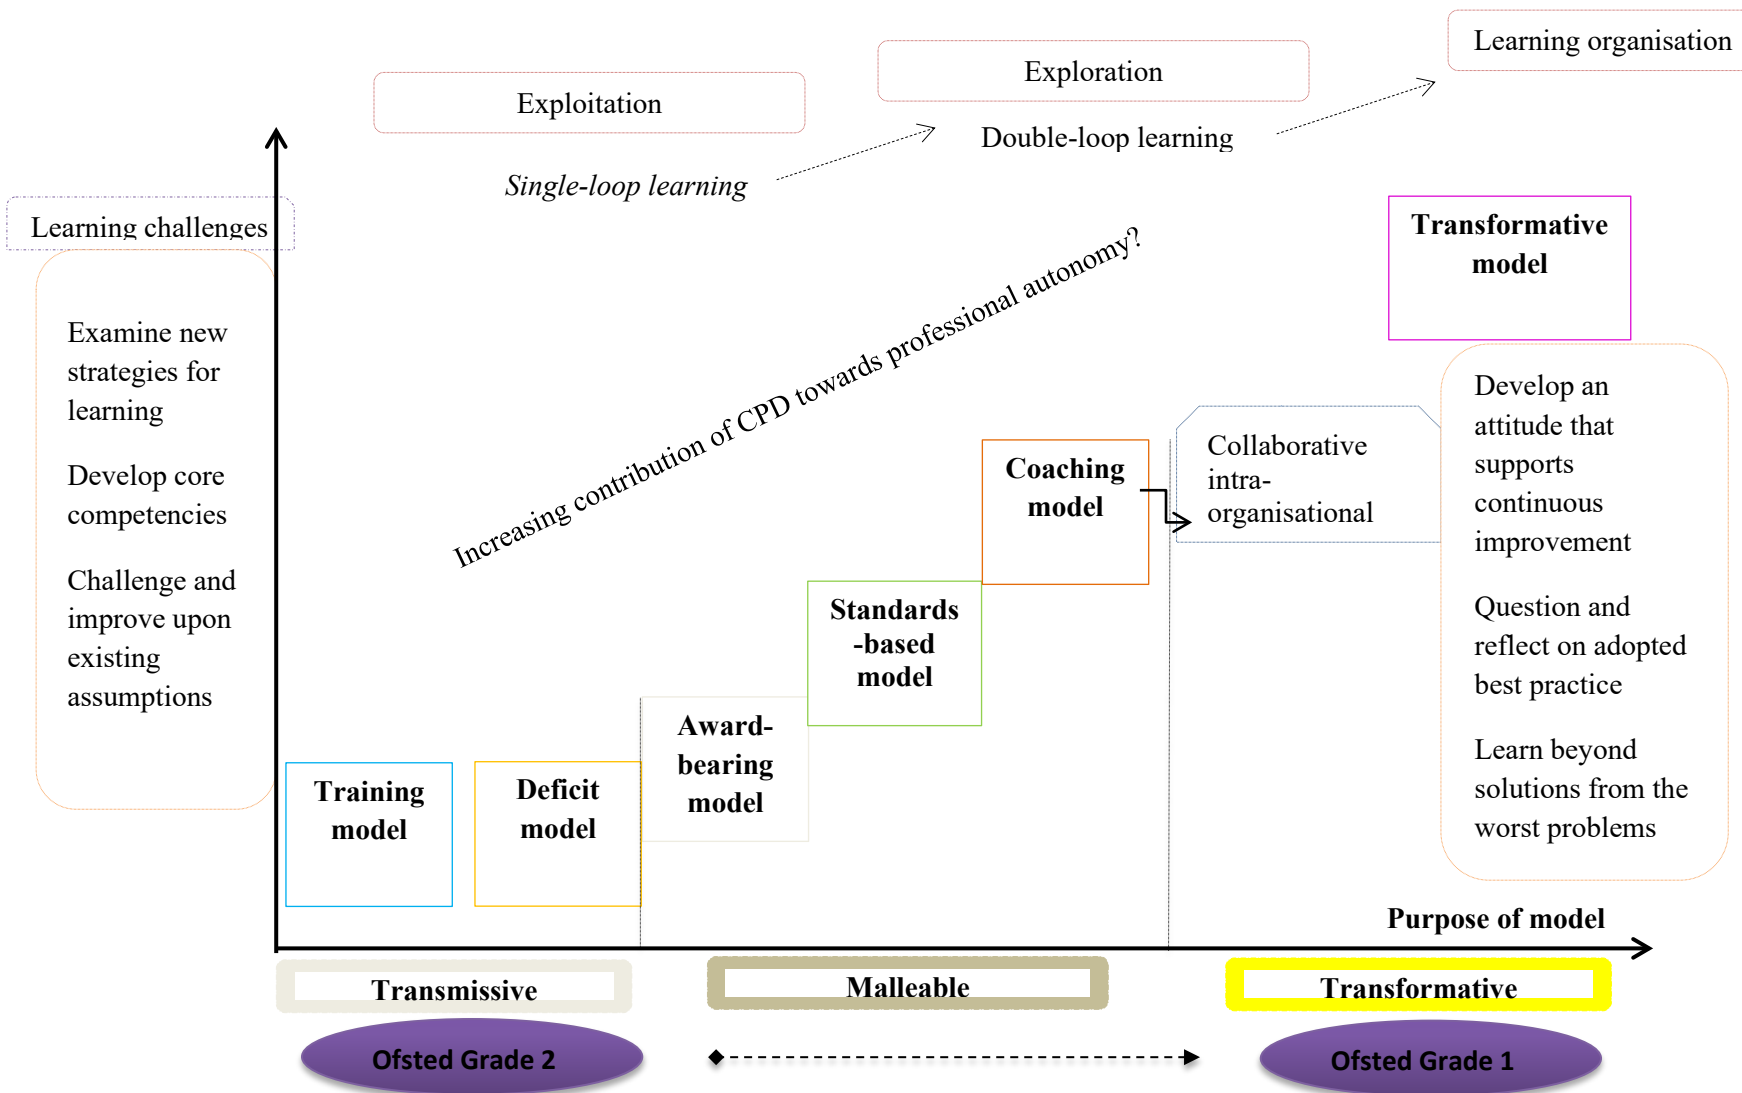 Learning organisation
Exploration
Exploitation
Double-loop learning
Single-loop learning
Learning challenges
Examine new
strategies for
learning
Develop core
competencies
Challenge and
improve upon
existing
assumptions
Increasing contribution of CPD towards professional autonomy?
Transformative
model
Training
model
Deficit
model
Award-
bearing
model
Standards
-based
model
Coaching
model
Collaborative
intra-
organisational
Develop an
attitude that
supports
continuous
improvement
Question and
reflect on adopted
best practice
Learn beyond
solutions from the
worst problems
Purpose of model
Transmissive
Malleable
Transformative
Ofsted Grade 2
Ofsted Grade 1